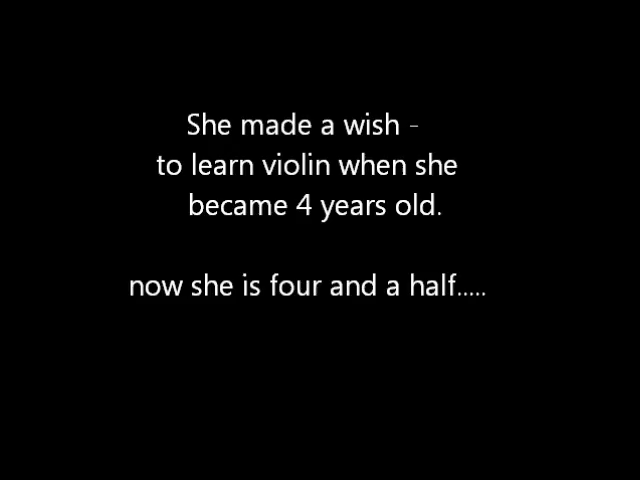 She made a wish -
to learn violin when she
became 4 years old.
now she is four and a half.....